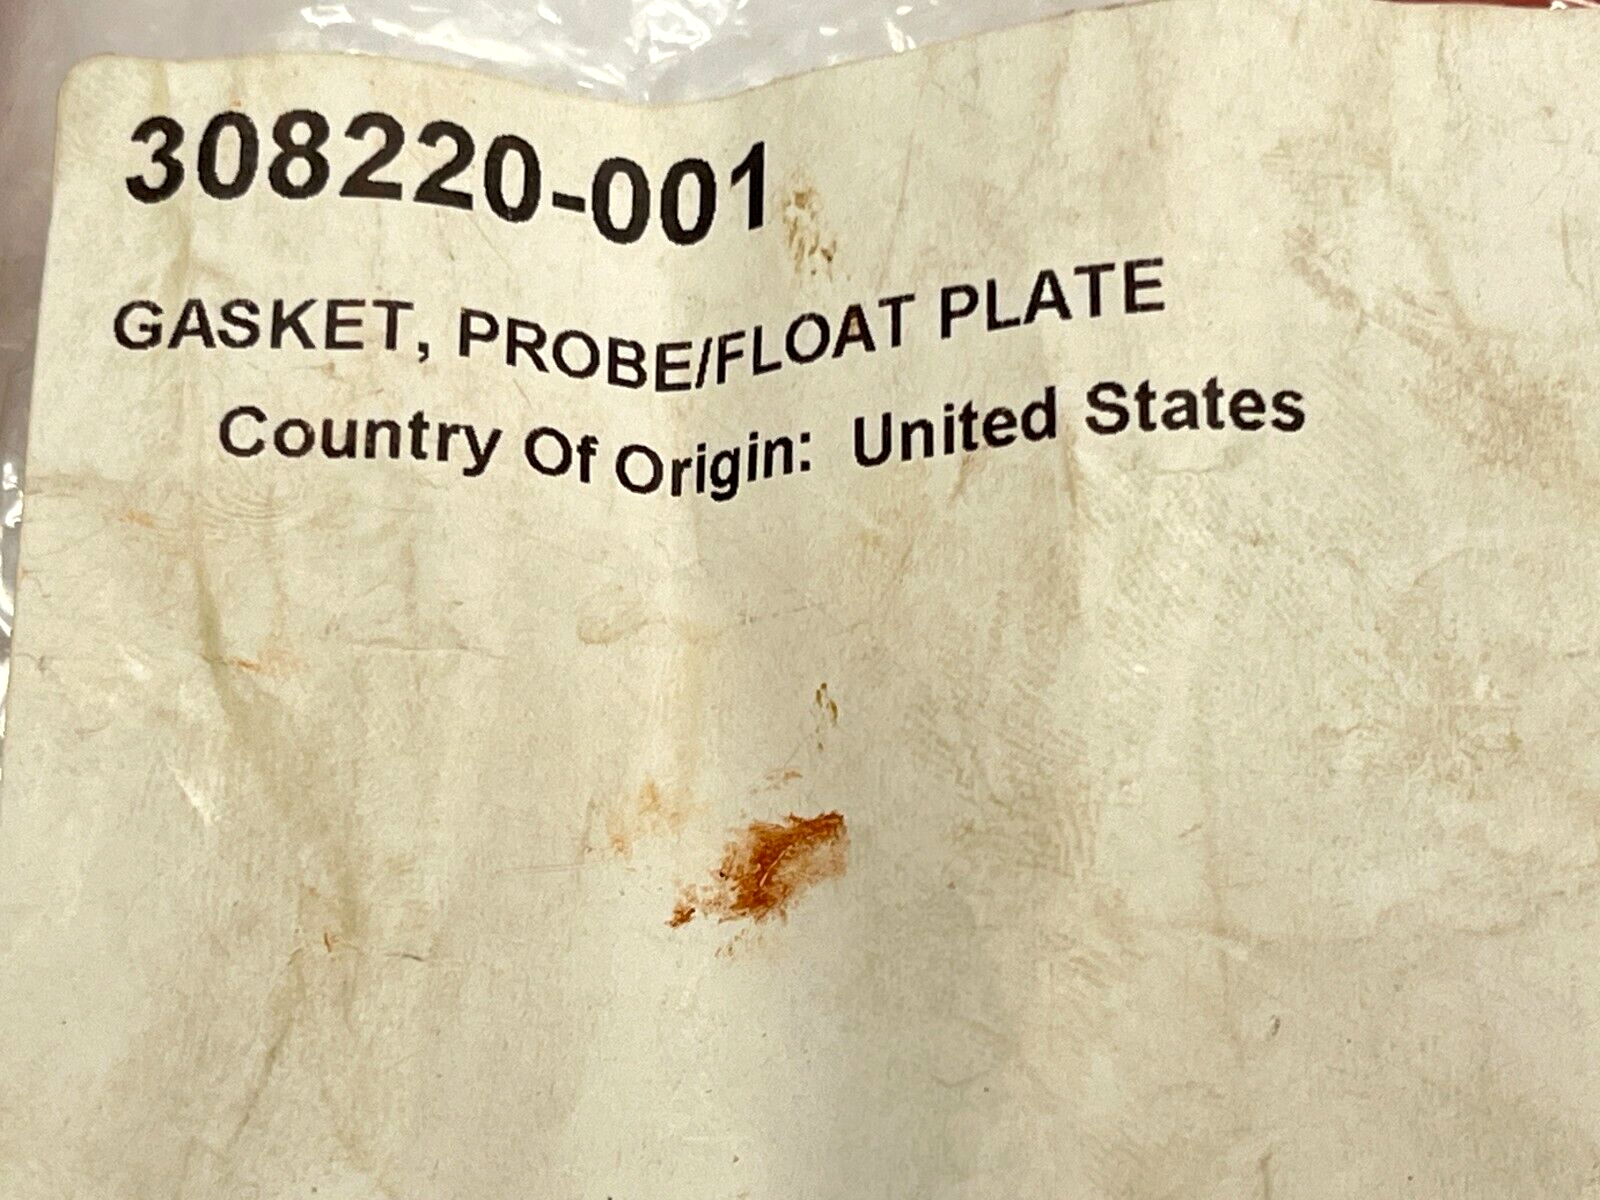 308220-001
GASKET, PROBE/FLOAT PLATE
Country Of Origin: United States